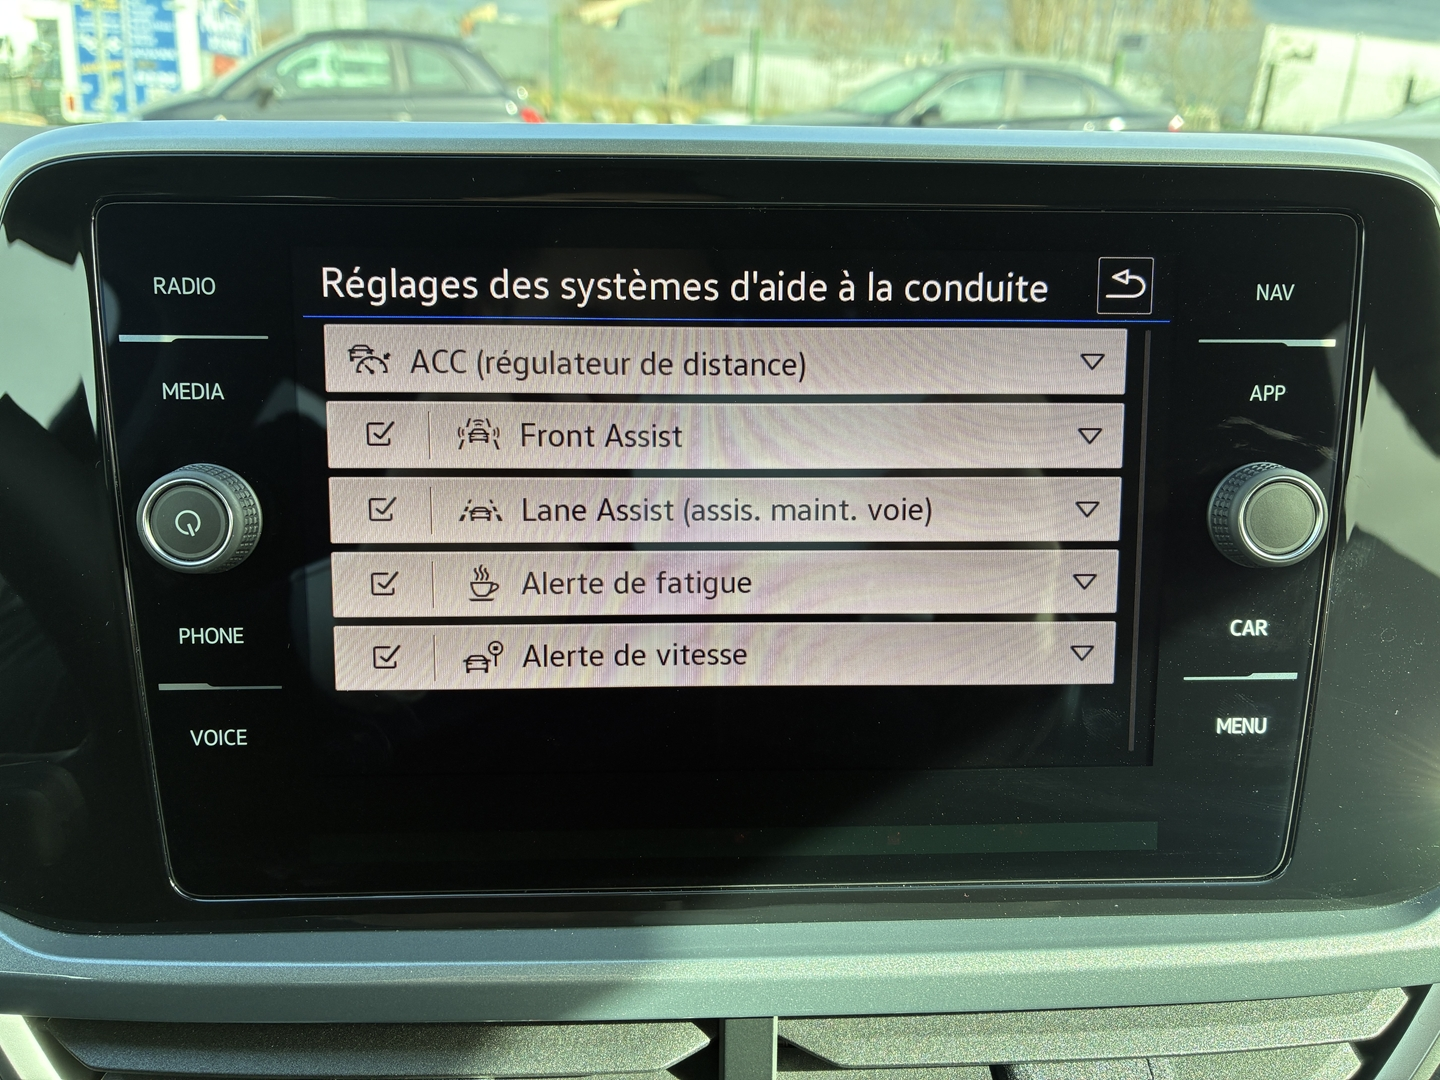 Réglages des systèmes d'aide à la conduite
RADIO
MEDIA
PHONE
VOICE
ACC (régulateur de distance)
Front Assist
Lane Assist (assis. maint. voie)
Alerte de fatigue
Alerte de vitesse
NAV
APP
CAR
MENU